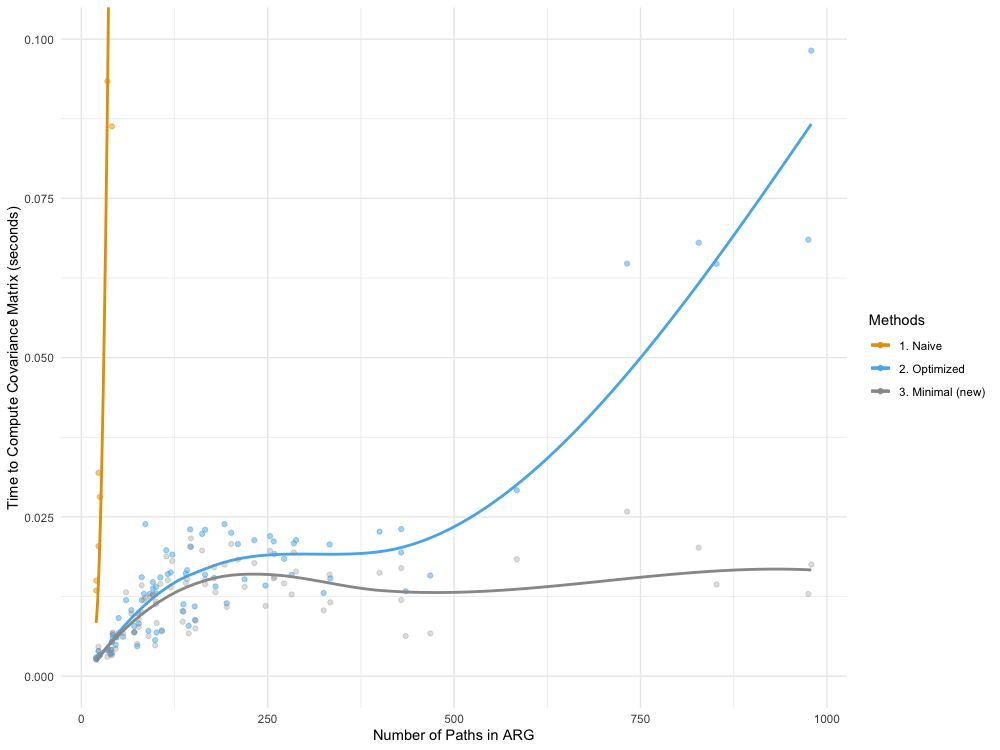 0.100
0.075
0.050
0.025
0.000
Time to Compute Covariance Matrix (seconds)
0
250
500
750
1000
Number of Paths in ARG
Methods
1. Naive
2. Optimized
3. Minimal (new)